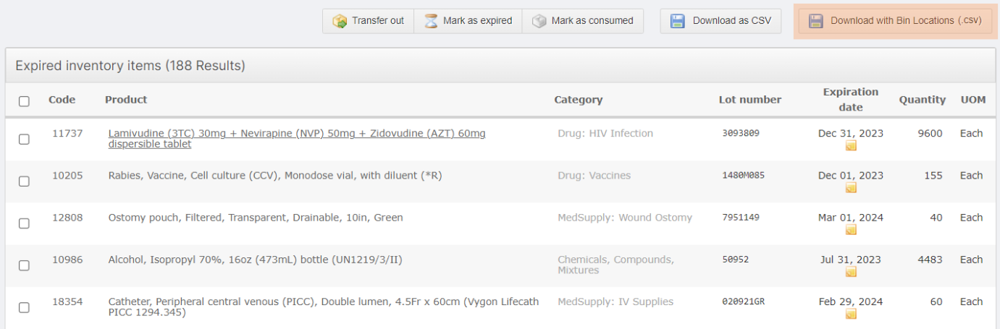 Transfer out Mark as expired Mark as consumed Download as CSV Download with Bin Locations (.csv)
Expired inventory items (188 Results)
Code Product Category Lot number Expiration date Quantity UOM
11737 Lamivudine (3TC) 30mg + Nevirapine (NVP) 50mg + Zidovudine (AZT) 60mg Drug: HIV Infection 3093809 Dec 31, 2023 9600 Each
dispersible tablet
10205 Rabies, Vaccine, Cell culture (CCV), Monodose vial, with diluent (*R) Drug: Vaccines 1480M085 Dec 01, 2023 155 Each
12808 Ostomy pouch, Filtered, Transparent, Drainable, 10in, Green MedSupply: Wound Ostomy 7951149 Mar 01, 2024 40 Each
10986 Alcohol, Isopropyl 70%, 16oz (473mL) bottle (UN1219/3/II) Chemicals, Compounds, 50952 Jul 31, 2023 4483 Each
Mixtures
18354 Catheter, Peripheral central venous (PICC), Double lumen, 4.5Fr x 60cm (Vygon Lifecath MedSupply: IV Supplies 020921GR Feb 29, 2024 60 Each
PICC 1294.345)